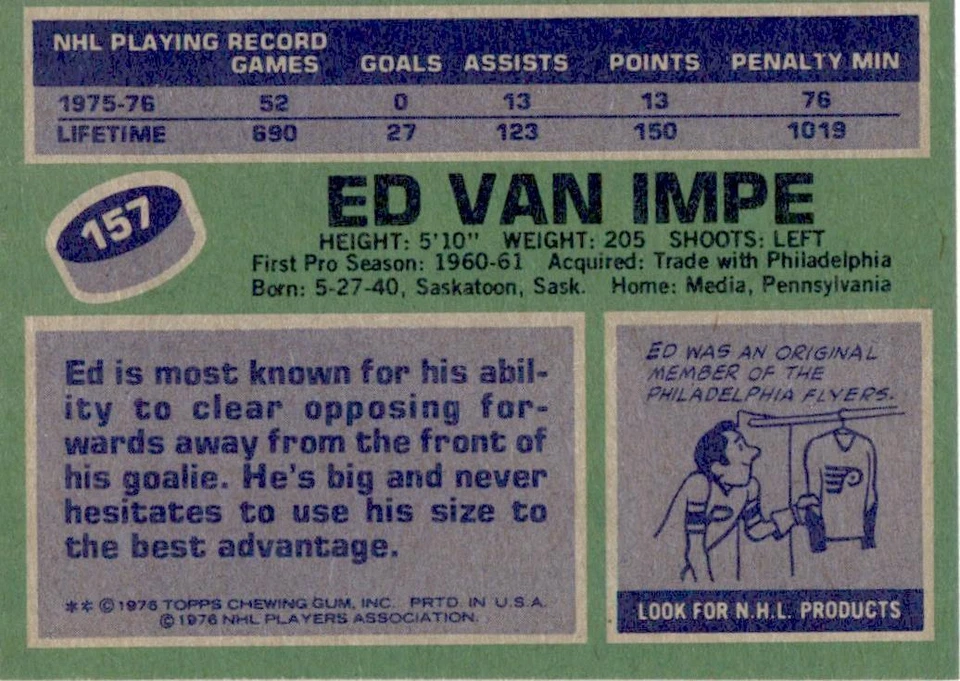 NHL PLAYING RECORD
GAMES GOALS ASSISTS POINTS PENALTY MIN
1975-76 52 0 13 13 76
LIFETIME 690 27 123 150 1019
157
ED VAN IMPE
HEIGHT: 5'10" WEIGHT: 205 SHOOTS: LEFT
First Pro Season: 1960-61 Acquired: Trade with Philadelphia
Born: 5-27-40, Saskatoon, Sask. Home: Media, Pennsylvania
Ed is most known for his abil-
ity to clear opposing for-
wards away from the front of
his goalie. He's big and never
hesitates to use his size to
the best advantage.
** ©1976 TOPPS CHEWING GUM, INC. PRTD. IN U.S.A.
©1976 NHL PLAYERS ASSOCIATION.
ED WAS AN ORIGINAL
MEMBER OF THE
PHILADELPHIA FLYERS.
LOOK FOR N.H.L. PRODUCTS